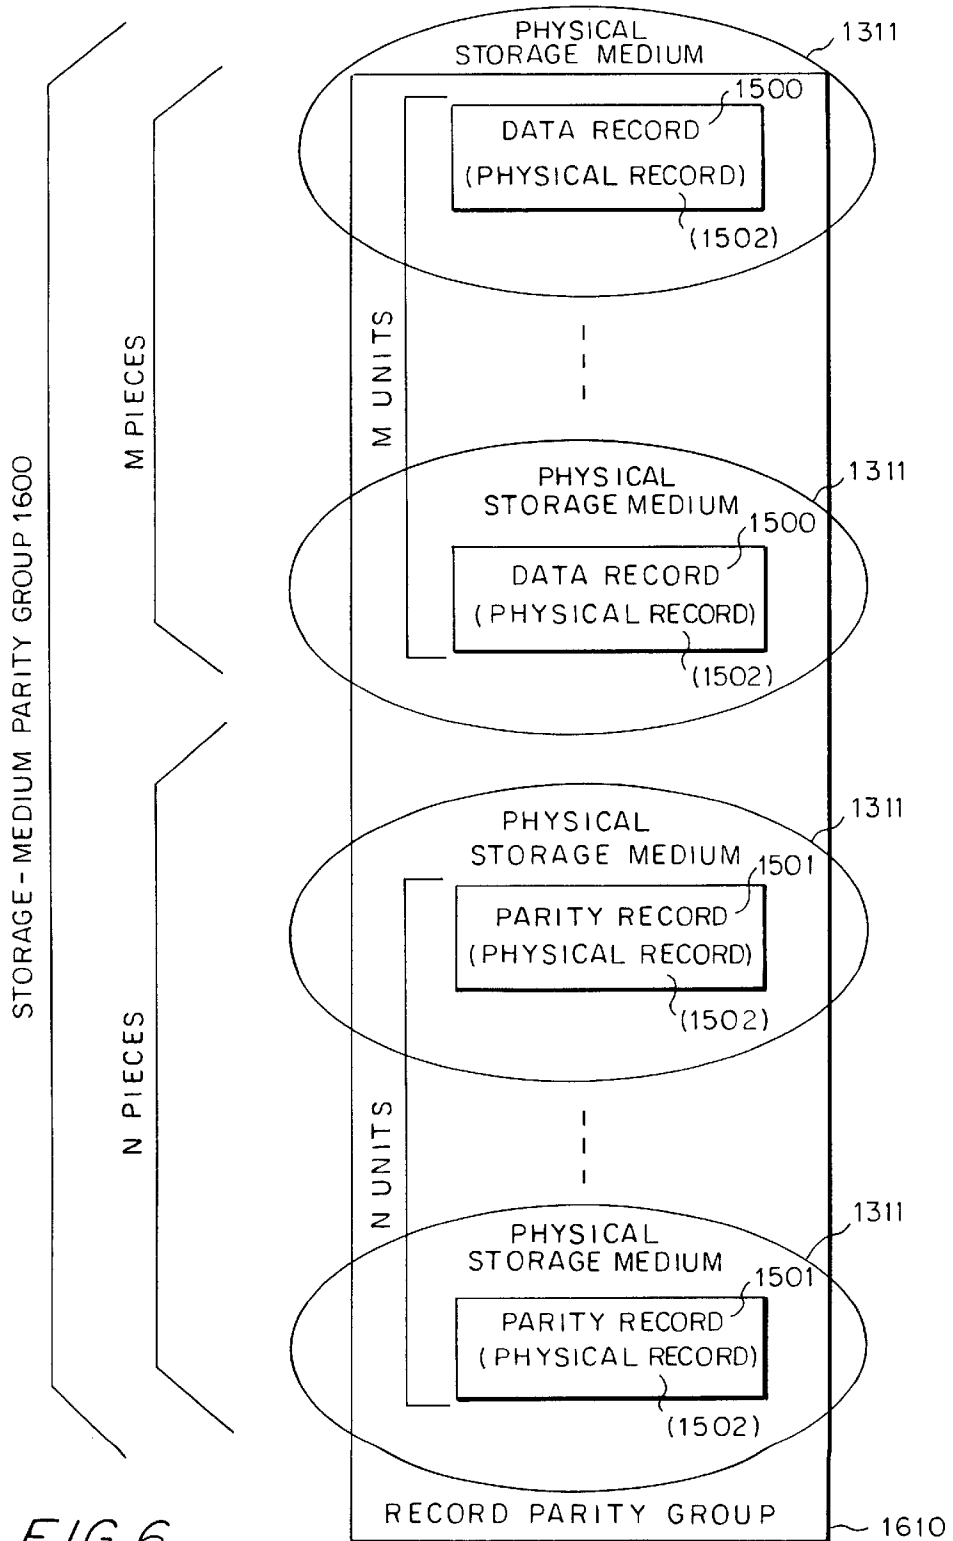 PHYSICAL
STORAGE MEDIUM
1311
1500
DATA RECORD
(PHYSICAL RECORD)
(1502)
M UNITS
M PIECES
STORAGE-MEDIUM PARITY GROUP 1600
PHYSICAL
STORAGE MEDIUM
1311
1500
DATA RECORD
(PHYSICAL RECORD)
(1502)
PHYSICAL
STORAGE MEDIUM
1311
1501
PARITY RECORD
(PHYSICAL RECORD)
(1502)
N UNITS
N PIECES
PHYSICAL
STORAGE MEDIUM
1311
1501
PARITY RECORD
(PHYSICAL RECORD)
(1502)
RECORD PARITY GROUP
1610
FIG. 6